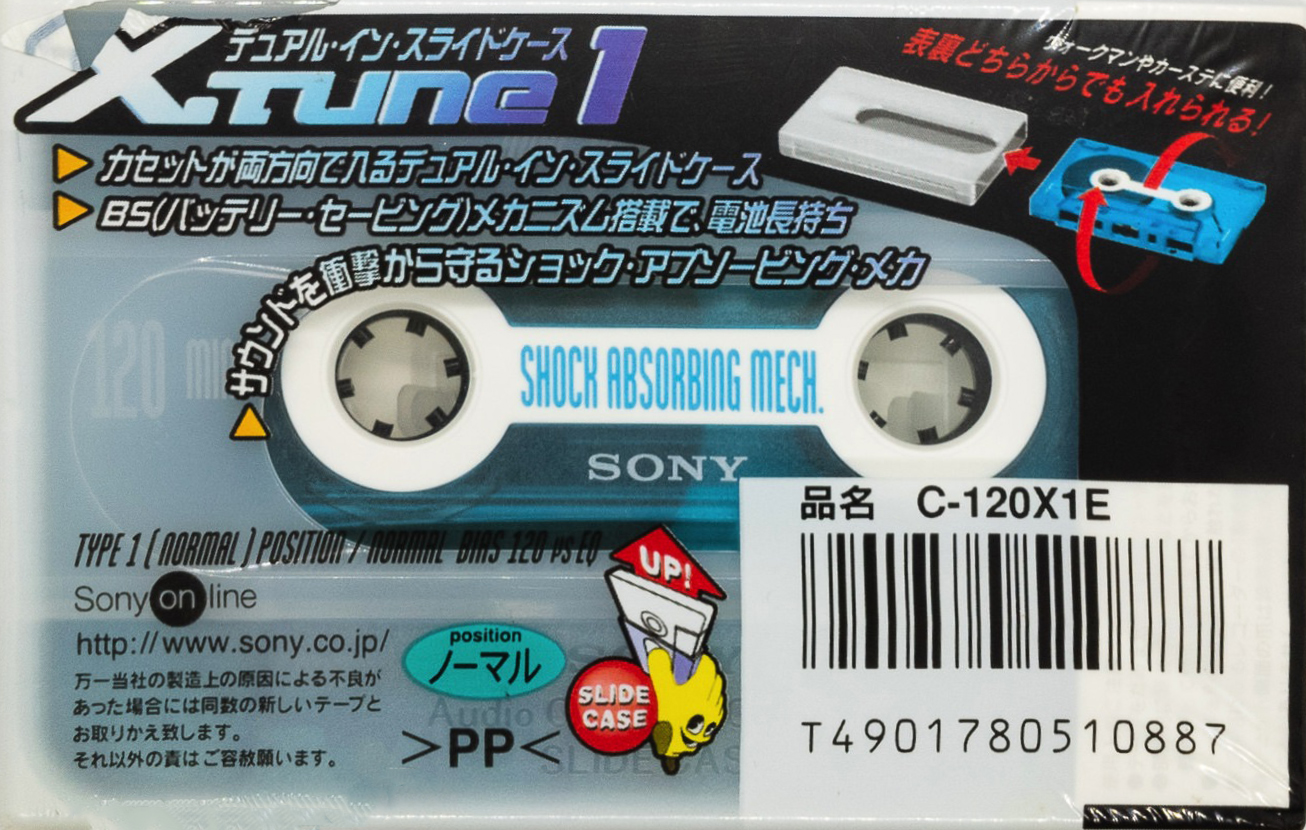 デュアル・イン・スライドケース
X.TUNE 1
ウォークマンやカーステに便利!
表裏どちらからでも入れられる!
カセットが両方向で入るデュアル・イン・スライドケース
BS(バッテリー・セービング)メカニズム搭載で、電池長持ち
サウンドを衝撃から守るショック・アブソービング・メカ
120 min
SHOCK ABSORBING MECH.
SONY
TYPE 1 (NORMAL) POSITION / NORMAL BIAS 120 μs EQ
Sony on line
http://www.sony.co.jp/
万一当社の製造上の原因による不良が
あった場合には同数の新しいテープと
お取りかえ致します。
それ以外の責はご容赦願います。
position
ノーマル
>PP<
UP!
SLIDE
CASE
品名 C-120X1E
T4901780510887